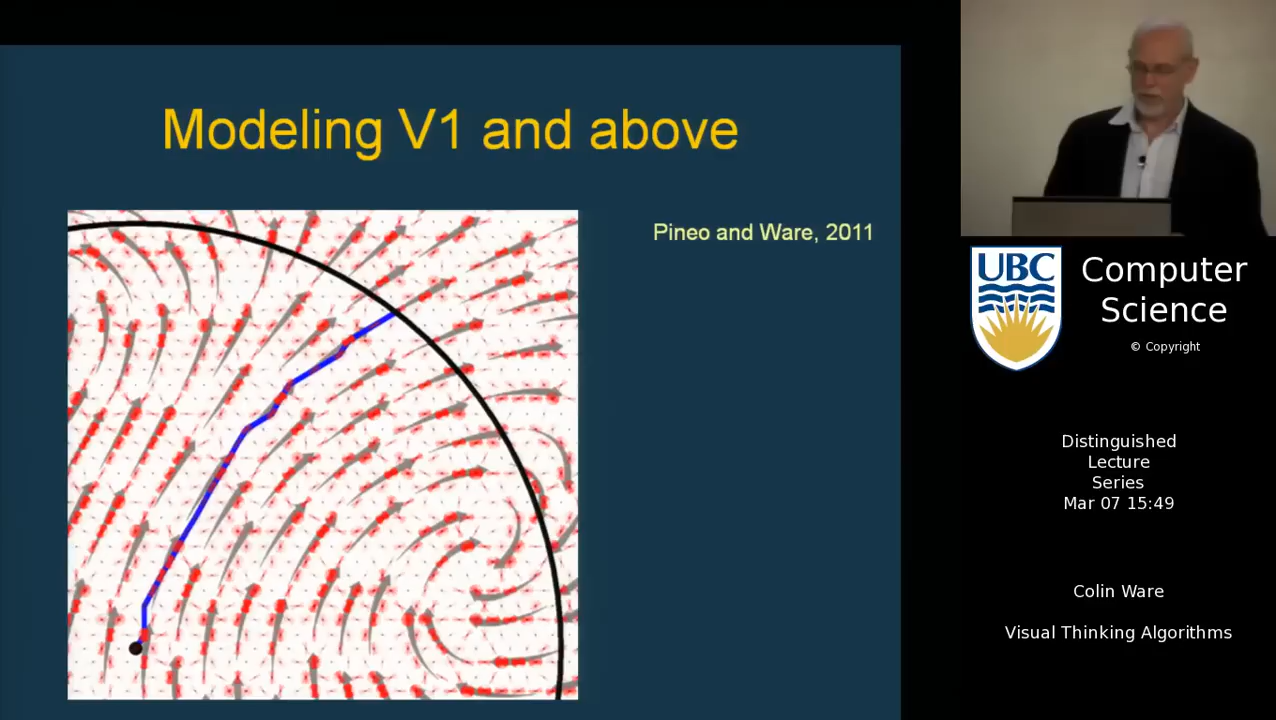 Modeling V1 and above
Pineo and Ware, 2011
UBC
Computer
Science
© Copyright
Distinguished
Lecture
Series
Mar 07 15:49
Colin Ware
Visual Thinking Algorithms